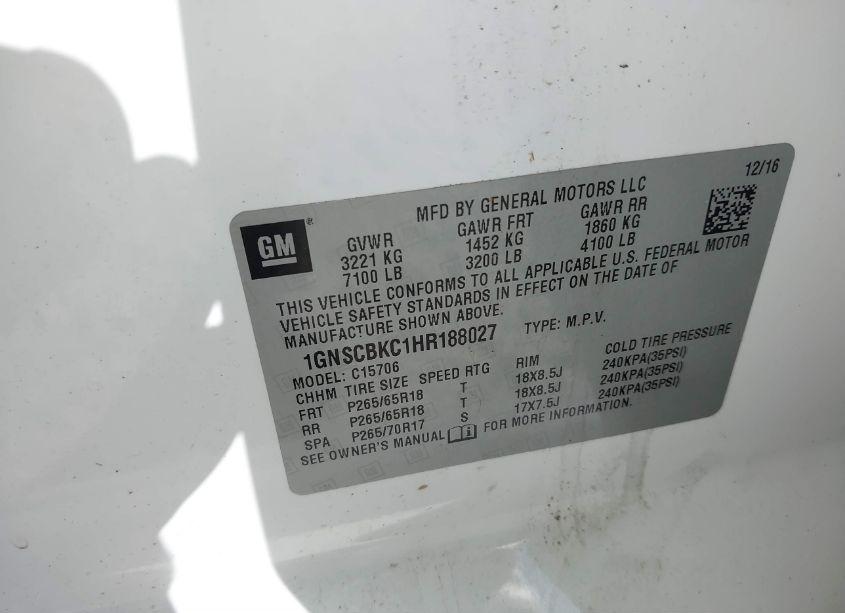 12/16
MFD BY GENERAL MOTORS LLC
GM®
GVWR GAWR FRT GAWR RR
3221 KG 1452 KG 1860 KG
7100 LB 3200 LB 4100 LB
THIS VEHICLE CONFORMS TO ALL APPLICABLE U.S. FEDERAL MOTOR
VEHICLE SAFETY STANDARDS IN EFFECT ON THE DATE OF
MANUFACTURE SHOWN ABOVE.
1GNSCBKC1HR188027 TYPE: M.P.V.
MODEL: C15706
CHHM TIRE SIZE SPEED RTG RIM COLD TIRE PRESSURE
FRT P265/65R18 T 18X8.5J 240KPA(35PSI)
RR P265/65R18 T 18X8.5J 240KPA(35PSI)
SPA P265/70R17 S 17X7.5J 240KPA(35PSI)
SEE OWNER'S MANUAL FOR MORE INFORMATION.